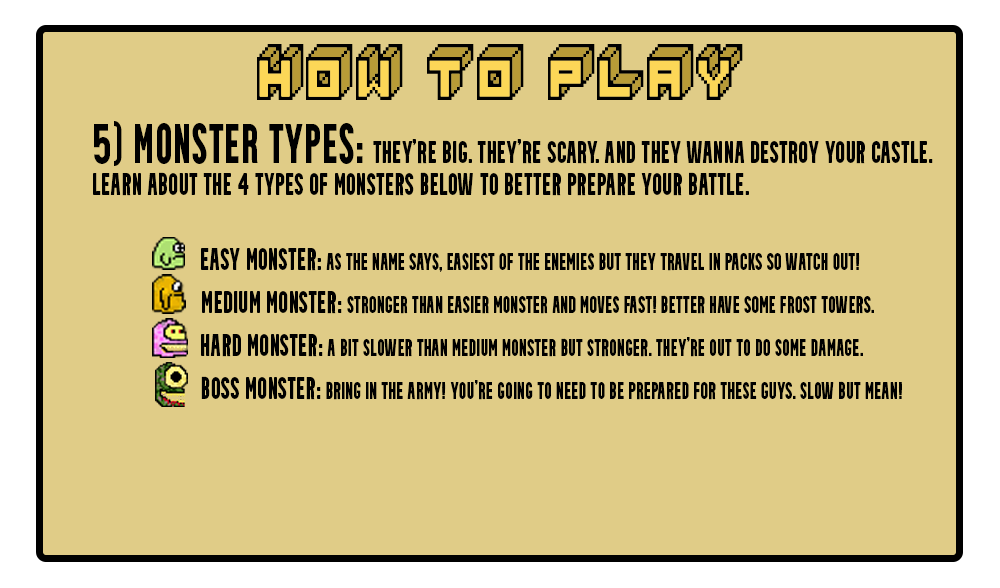 HOW TO PLAY
5) MONSTER TYPES: THEY'RE BIG. THEY'RE SCARY. AND THEY WANNA DESTROY YOUR CASTLE.
LEARN ABOUT THE 4 TYPES OF MONSTERS BELOW TO BETTER PREPARE YOUR BATTLE.
EASY MONSTER: AS THE NAME SAYS, EASIEST OF THE ENEMIES BUT THEY TRAVEL IN PACKS SO WATCH OUT!
MEDIUM MONSTER: STRONGER THAN EASIER MONSTER AND MOVES FAST! BETTER HAVE SOME FROST TOWERS.
HARD MONSTER: A BIT SLOWER THAN MEDIUM MONSTER BUT STRONGER. THEY'RE OUT TO DO SOME DAMAGE.
BOSS MONSTER: BRING IN THE ARMY! YOU'RE GOING TO NEED TO BE PREPARED FOR THESE GUYS. SLOW BUT MEAN!